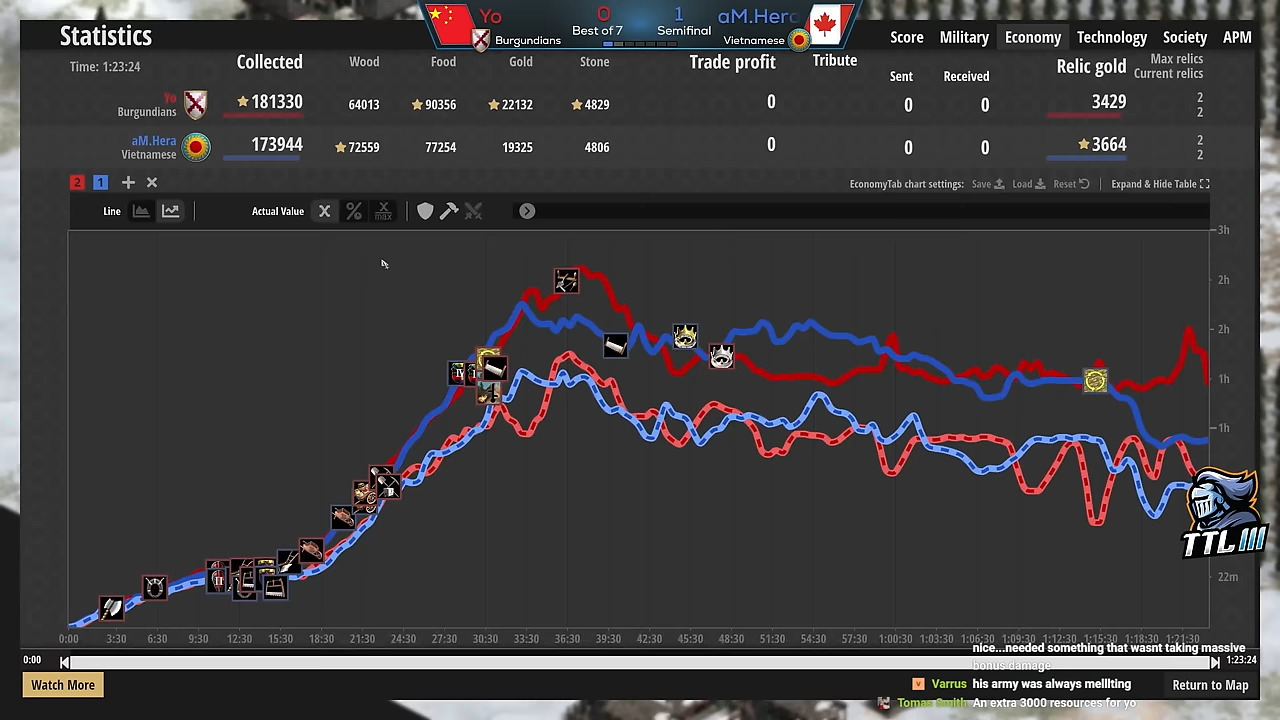 Yo 0 1 aM.Hera
Best of 7 Semifinal
Burgundians Vietnamese
Statistics
Score Military Economy Technology Society APM
Time: 1:23:24
Collected Wood Food Gold Stone Trade profit Tribute Sent Received Relic gold Max relics
Current relics
Yo
Burgundians
181330 64013 90356 22132 4829 0 0 0 3429 2
2
aM.Hera
Vietnamese
173944 72559 77254 19325 4806 0 0 0 3664 2
2
2 1
EconomyTab chart settings: Save Load Reset Expand & Hide Table
Line Actual Value X % X
max
3h
2h
2h
1h
1h
22m
TTL III
0:00 3:30 6:30 9:30 12:30 15:30 18:30 21:30 24:30 27:30 30:30 33:30 36:30 39:30 42:30 45:30 48:30 51:30 54:30 57:30 1:00:30 1:03:30 1:06:30 1:09:30 1:12:30 1:15:30 1:18:30 1:21:30
nice...needed something that wasnt taking massive
bonus damage
0:00 1:23:24
Watch More
Varrus his army was always melllting
Return to Map
Tomas Smith: An extra 3000 resources for yo